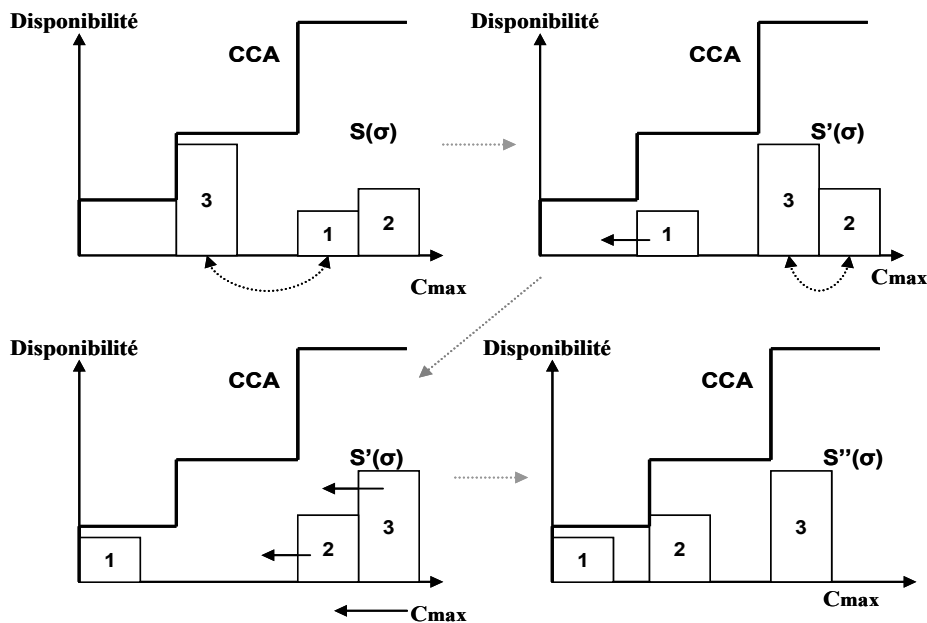 Disponibilité
CCA
S(σ)
3
1
2
Cmax
Disponibilité
CCA
S'(σ)
1
3
2
Cmax
Disponibilité
CCA
S'(σ)
1
2
3
Cmax
Disponibilité
CCA
S''(σ)
1
2
3
Cmax